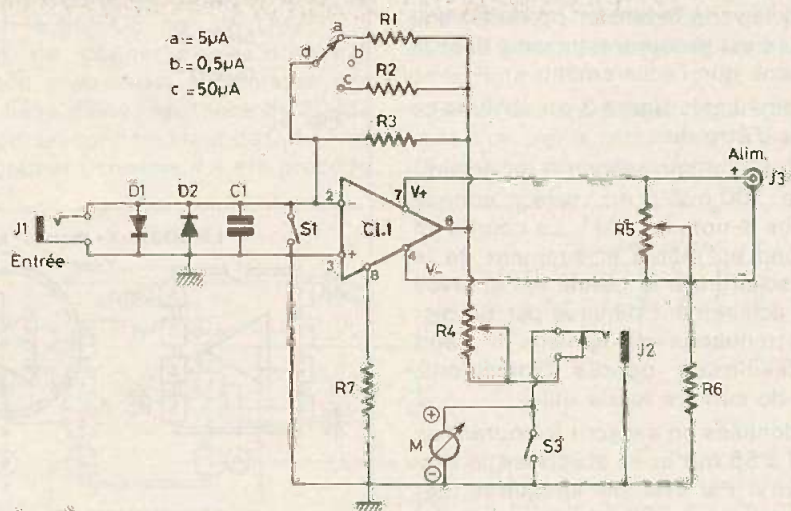 a = 5µA
b = 0,5µA
c = 50µA
a
d
b
c
R1
R2
R3
Alim.
+
J3
J1
Entrée
D1
D2
C1
S1
2
-
7
V+
CI.1
6
+
3
8
4
V-
R5
R4
J2
R7
R6
+
M
-
S3